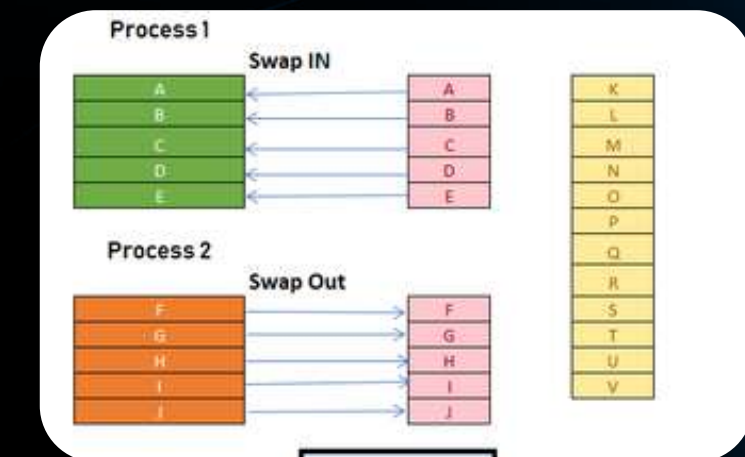 Process 1
Swap IN
A A
B B
C C
D D
E E
Process 2
Swap Out
F F
G G
H H
I I
J J
K
L
M
N
O
P
Q
R
S
T
U
V